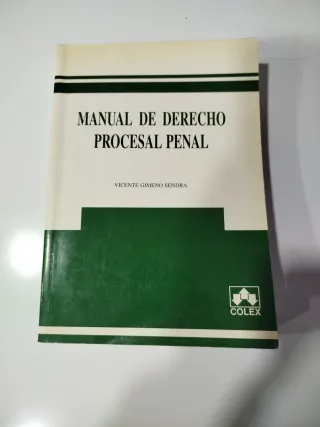 MANUAL DE DERECHO
PROCESAL PENAL
VICENTE GIMENO SENDRA
COLEX